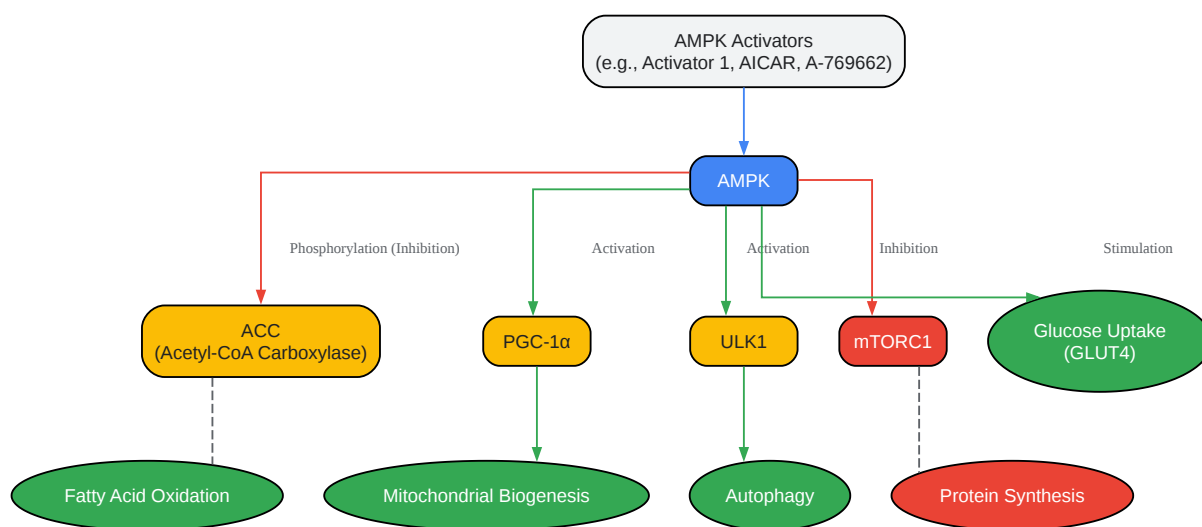 AMPK Activators
(e.g., Activator 1, AICAR, A-769662)
AMPK
Phosphorylation (Inhibition)
Activation
Activation
Inhibition
Stimulation
ACC
(Acetyl-CoA Carboxylase)
PGC-1α
ULK1
mTORC1
Glucose Uptake
(GLUT4)
Fatty Acid Oxidation
Mitochondrial Biogenesis
Autophagy
Protein Synthesis